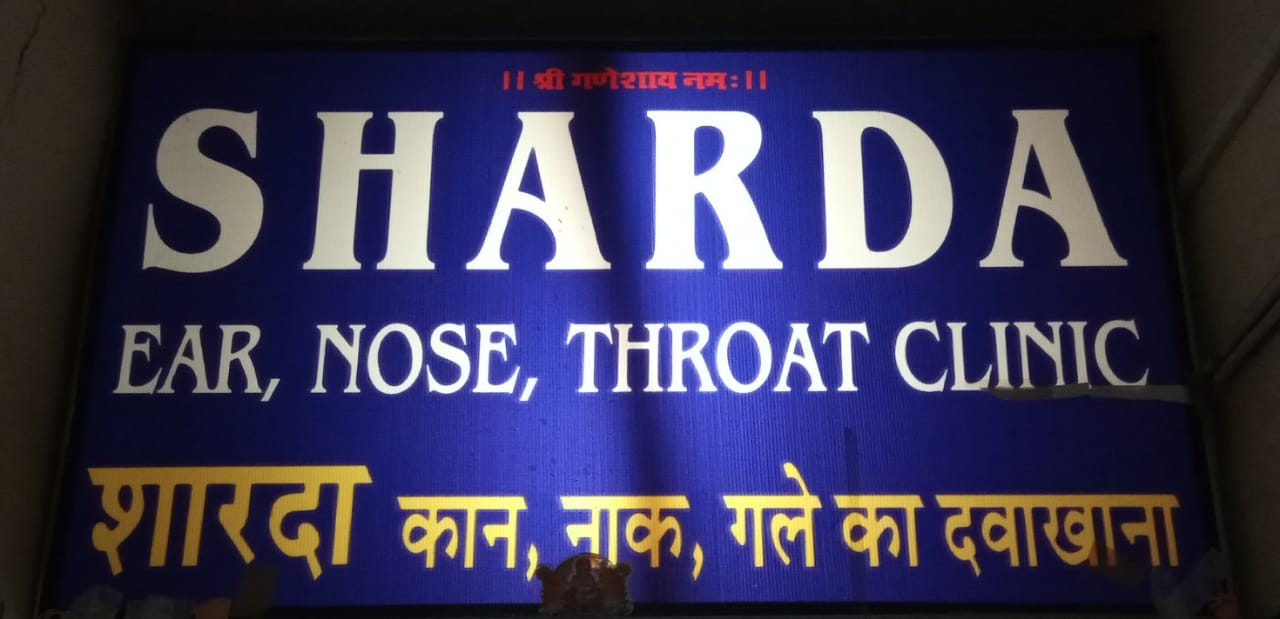 ।। श्री गणेशाय नमः।।
SHARDA
EAR, NOSE, THROAT CLINIC
शारदा कान, नाक, गले का दवाखाना